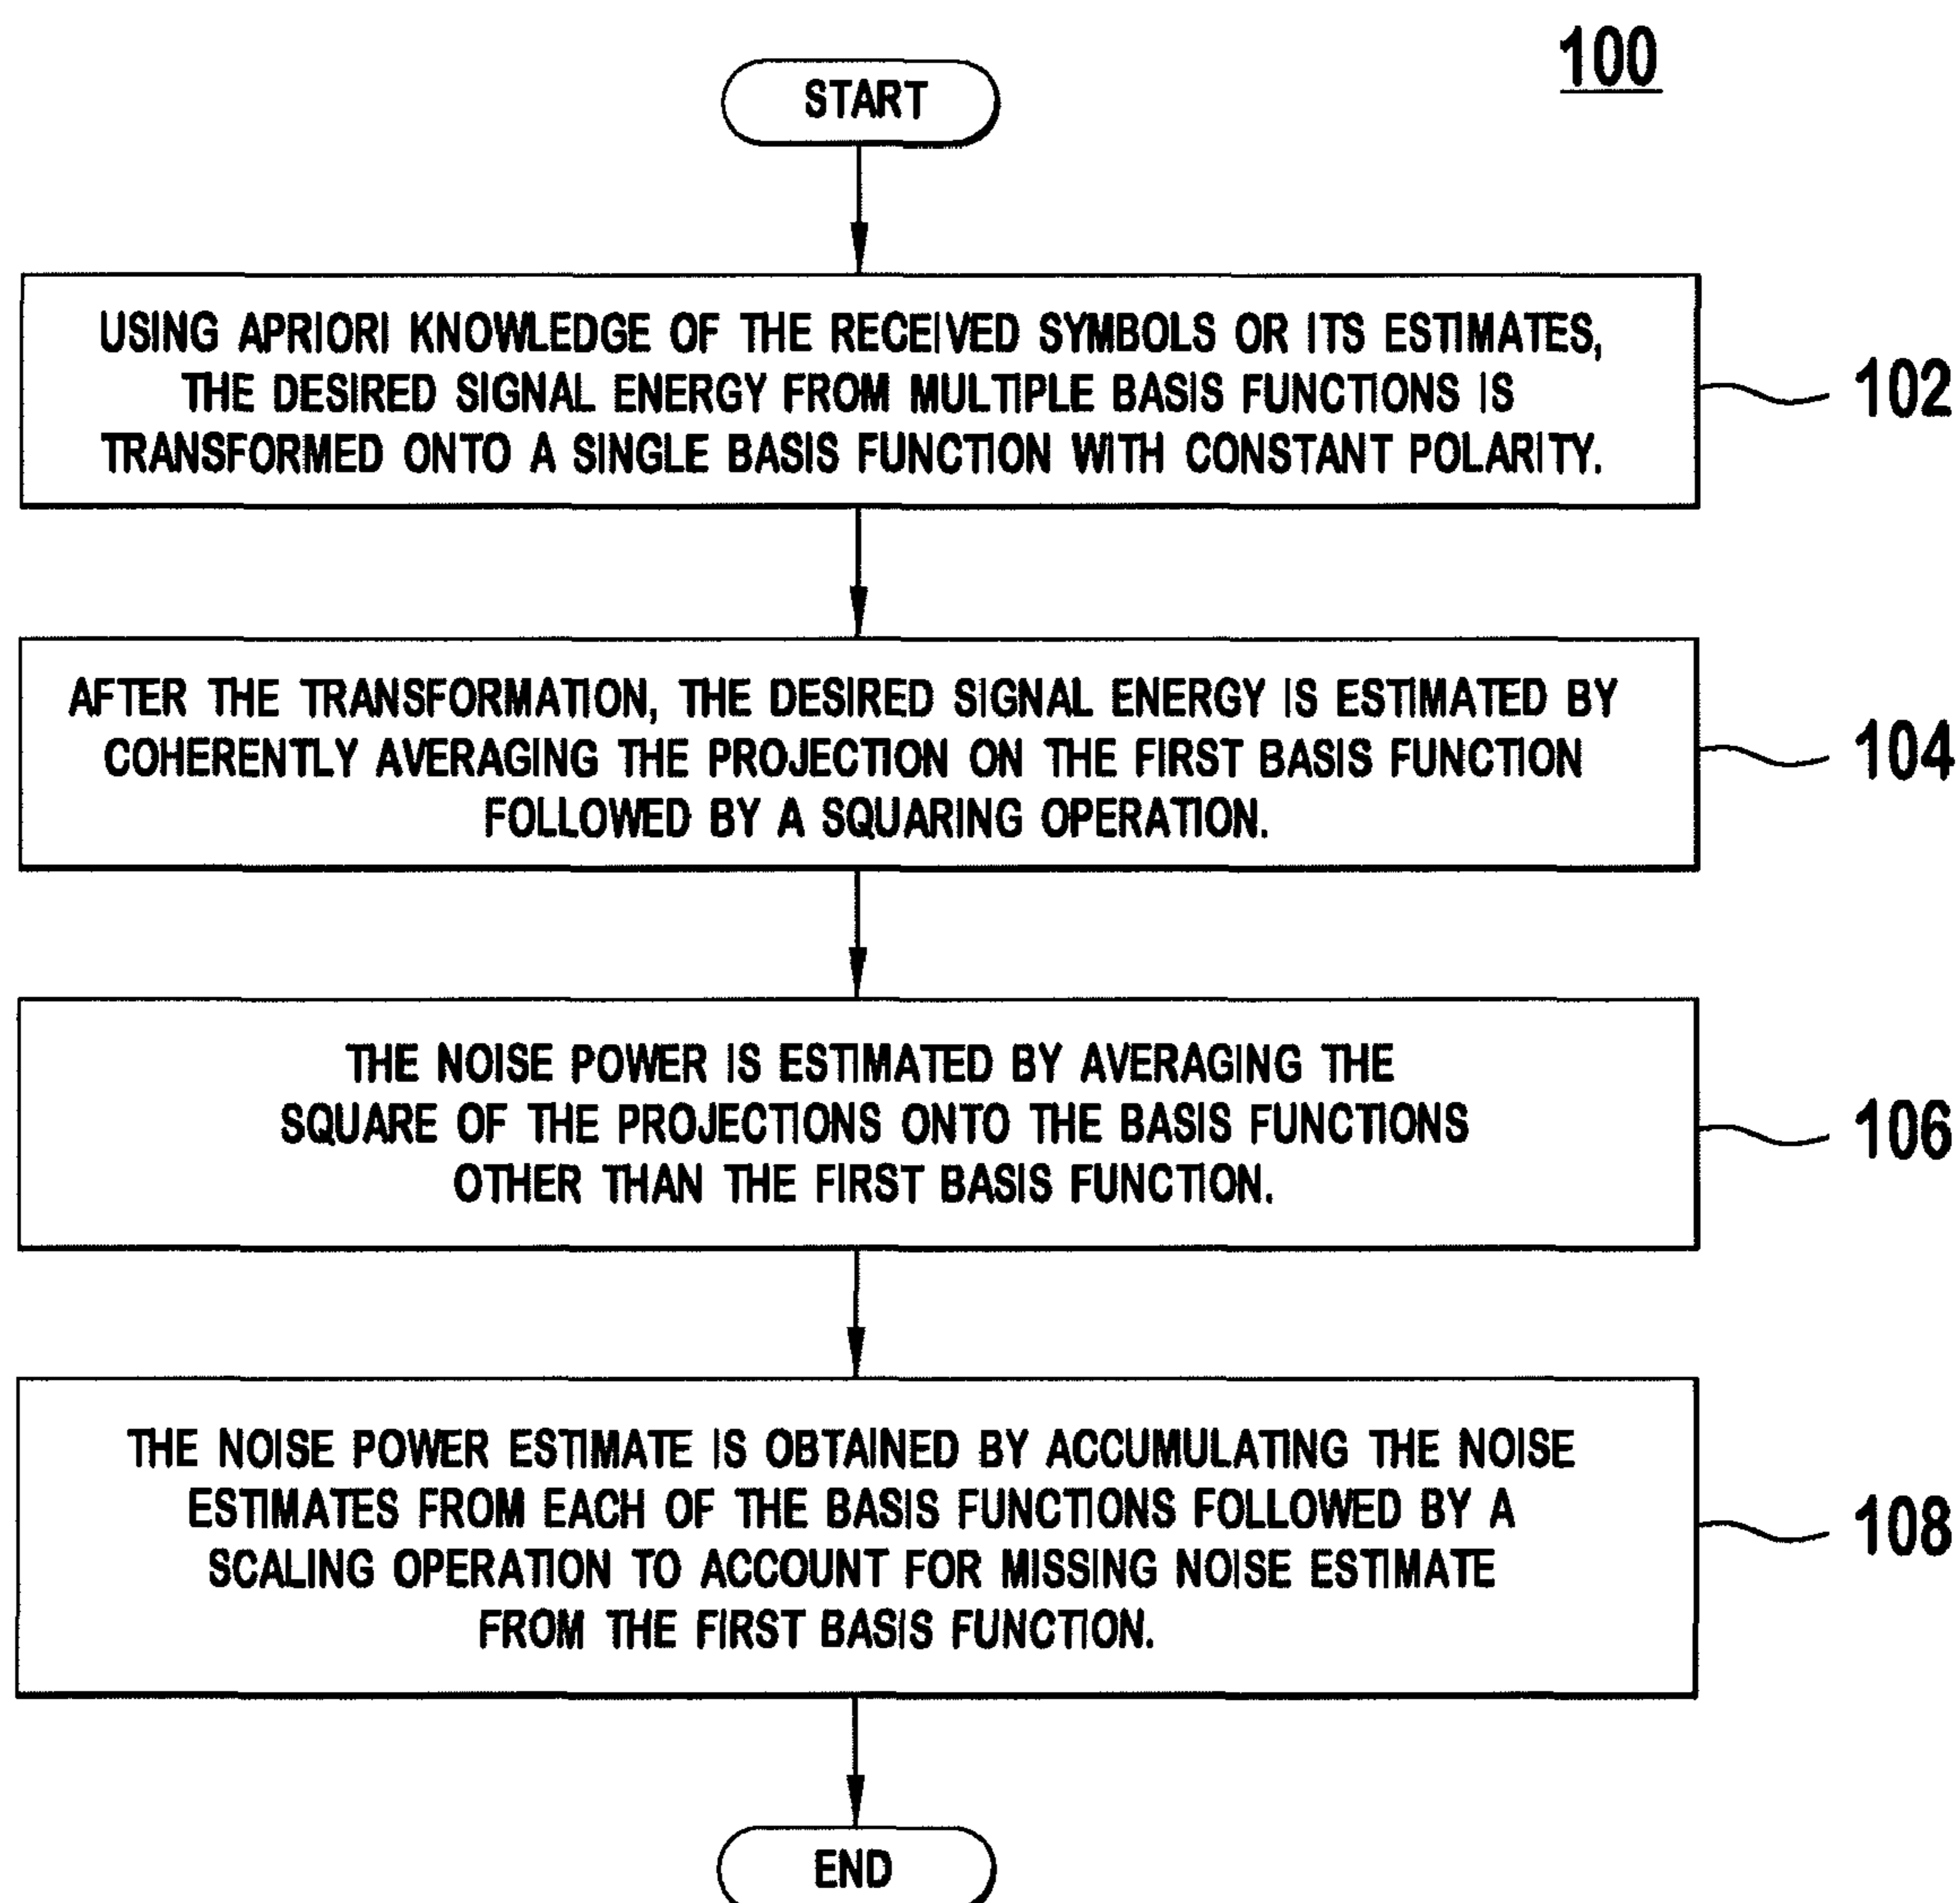 100
START
USING APRIORI KNOWLEDGE OF THE RECEIVED SYMBOLS OR ITS ESTIMATES,
THE DESIRED SIGNAL ENERGY FROM MULTIPLE BASIS FUNCTIONS IS
TRANSFORMED ONTO A SINGLE BASIS FUNCTION WITH CONSTANT POLARITY.
102
AFTER THE TRANSFORMATION, THE DESIRED SIGNAL ENERGY IS ESTIMATED BY
COHERENTLY AVERAGING THE PROJECTION ON THE FIRST BASIS FUNCTION
FOLLOWED BY A SQUARING OPERATION.
104
THE NOISE POWER IS ESTIMATED BY AVERAGING THE
SQUARE OF THE PROJECTIONS ONTO THE BASIS FUNCTIONS
OTHER THAN THE FIRST BASIS FUNCTION.
106
THE NOISE POWER ESTIMATE IS OBTAINED BY ACCUMULATING THE NOISE
ESTIMATES FROM EACH OF THE BASIS FUNCTIONS FOLLOWED BY A
SCALING OPERATION TO ACCOUNT FOR MISSING NOISE ESTIMATE
FROM THE FIRST BASIS FUNCTION.
108
END